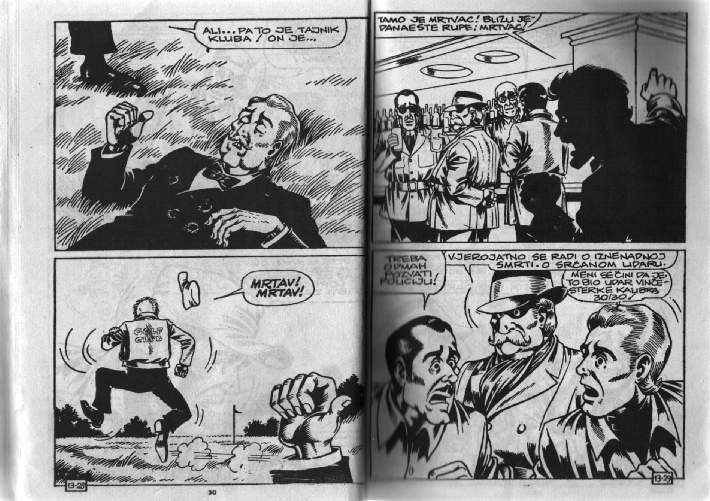 ALI... PA TO JE TAJNIK
KLUBA! ON JE...
MRTAV!
MRTAV!
GOLF
CLUB
13-28
30
TAMO JE MRTVAC! BLIZU JE-
DANAESTE RUPE; MRTVAC!
TREBA
ODMAH
POZVATI
POLICIJU!
VJEROJATNO SE RADI O IZNENADNOJ
SMRTI. O SRČANOM UDARU.
MENI SE ČINI DA JE
TO BIO UDAR VINČE-
STERKE KALIBRA
30/30!
13-29